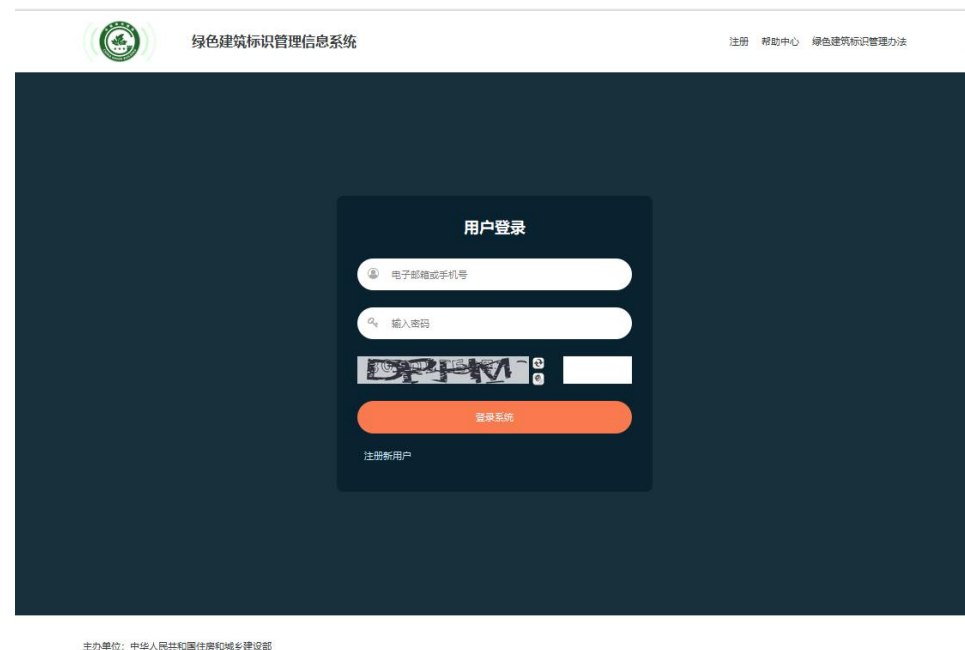 绿色建筑标识管理信息系统
注册 帮助中心 绿色建筑标识管理办法
用户登录
电子邮箱或手机号
输入密码
登录系统
注册新用户
主办单位：中华人民共和国住房和城乡建设部